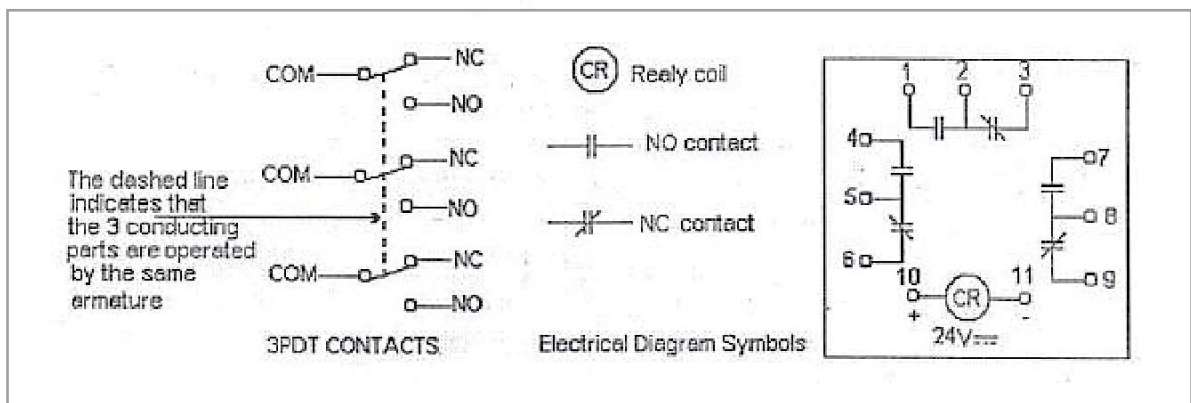 COM
NC
NO
COM
NC
NO
COM
NC
NO
The dashed line
indicates that
the 3 conducting
parts are operated
by the same
armature
3PDT CONTACTS
CR Realy coil
NO contact
NC contact
Electrical Diagram Symbols
1 2 3
4
5
6
7
8
9
10 11
CR
+ -
24V